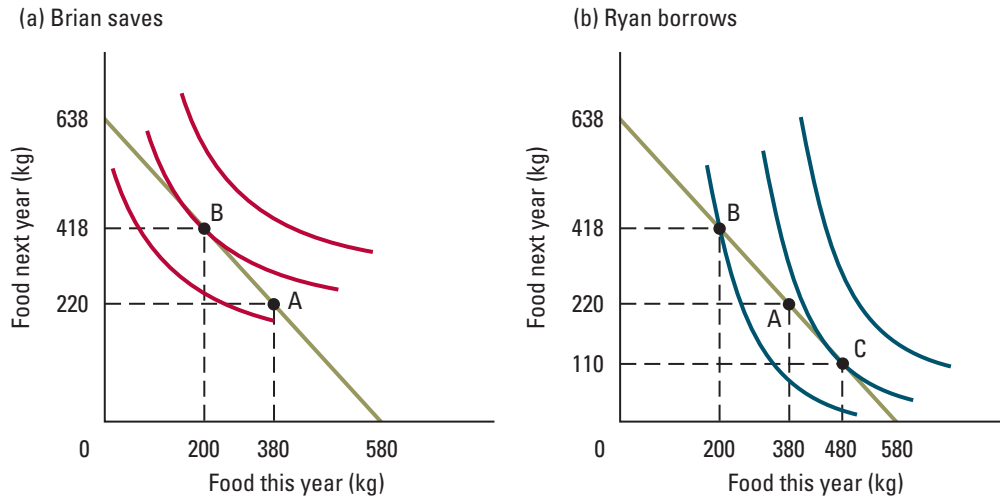 (a) Brian saves
Food next year (kg)
638
418
220
0
B
A
200
380
580
Food this year (kg)
(b) Ryan borrows
Food next year (kg)
638
418
220
110
0
B
A
C
200
380
480
580
Food this year (kg)